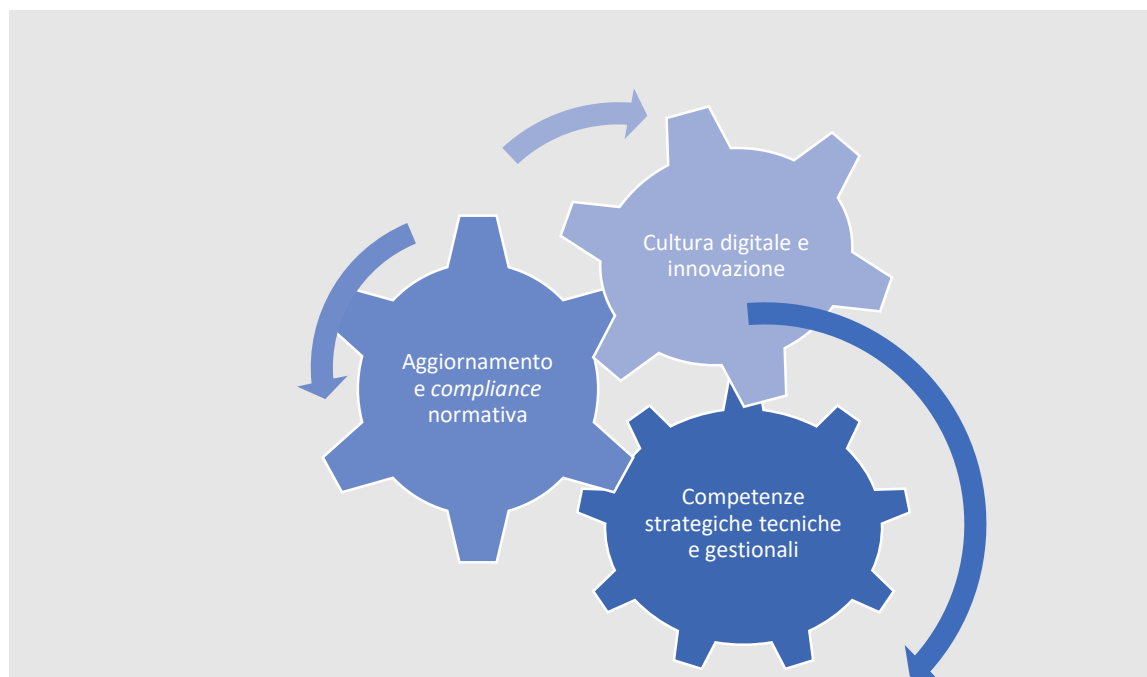 Cultura digitale e
innovazione
Aggiornamento
e compliance
normativa
Competenze
strategiche tecniche
e gestionali